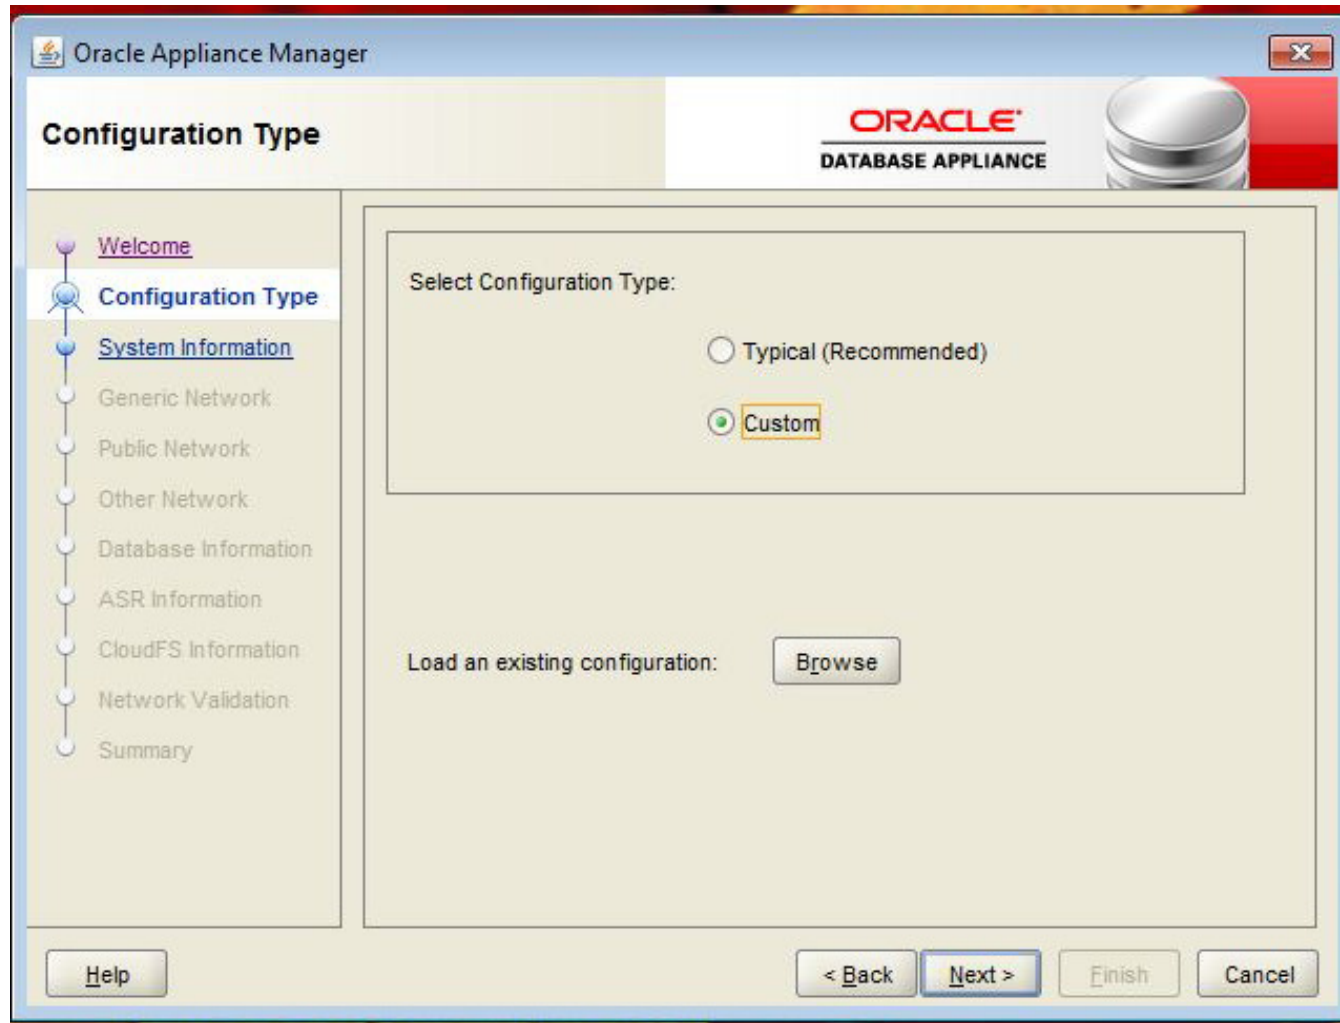 Oracle Appliance Manager
Configuration Type
ORACLE
DATABASE APPLIANCE
Welcome
Configuration Type
System Information
Generic Network
Public Network
Other Network
Database Information
ASR Information
CloudFS Information
Network Validation
Summary
Select Configuration Type:
Typical (Recommended)
Custom
Load an existing configuration: Browse
Help < Back Next > Finish Cancel